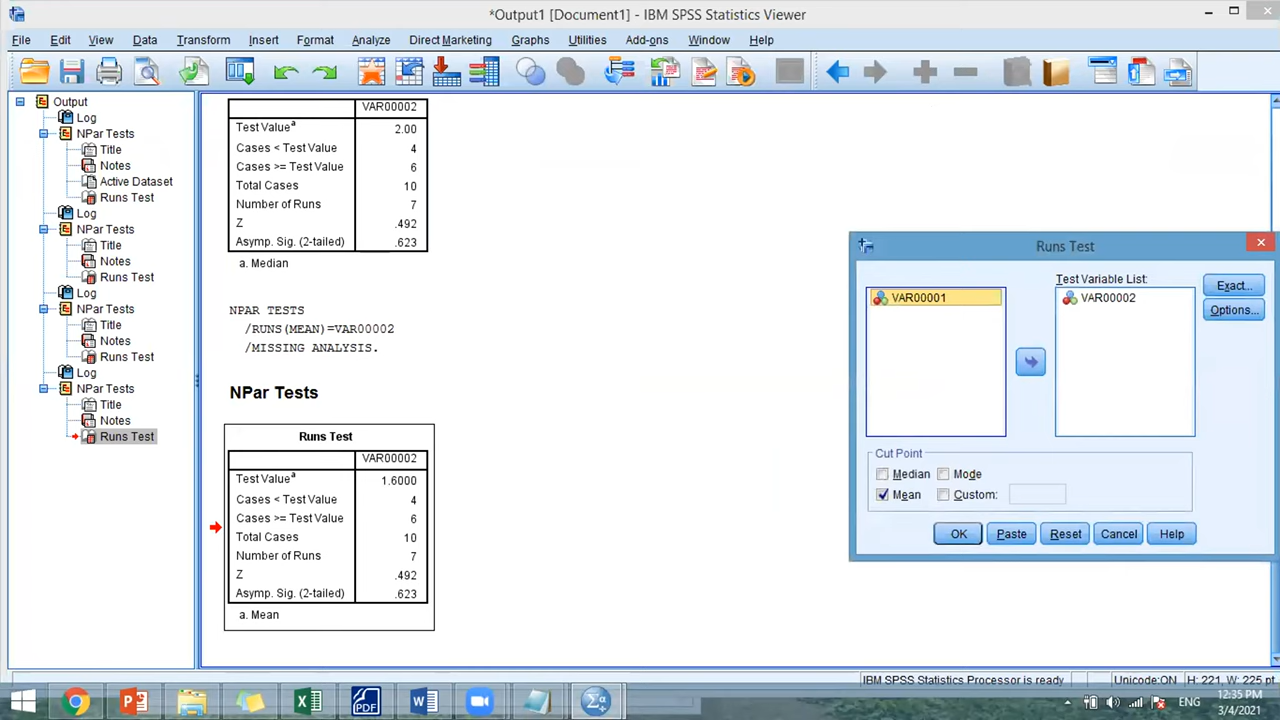 *Output1 [Document1] - IBM SPSS Statistics Viewer
File Edit View Data Transform Insert Format Analyze Direct Marketing Graphs Utilities Add-ons Window Help
Output
Log
NPar Tests
Title
Notes
Active Dataset
Runs Test
Log
NPar Tests
Title
Notes
Runs Test
Log
NPar Tests
Title
Notes
Runs Test
Log
NPar Tests
Title
Notes
Runs Test
VAR00002
Test Valueª 2.00
Cases < Test Value 4
Cases >= Test Value 6
Total Cases 10
Number of Runs 7
Z .492
Asymp. Sig. (2-tailed) .623
a. Median
NPAR TESTS
/RUNS(MEAN)=VAR00002
/MISSING ANALYSIS.
NPar Tests
Runs Test
VAR00002
Test Valueª 1.6000
Cases < Test Value 4
Cases >= Test Value 6
Total Cases 10
Number of Runs 7
Z .492
Asymp. Sig. (2-tailed) .623
a. Mean
Runs Test
Test Variable List:
VAR00001
VAR00002
Exact...
Options...
Cut Point
Median Mode
Mean Custom:
OK Paste Reset Cancel Help
IBM SPSS Statistics Processor is ready Unicode:ON H: 221, W: 225 pt
PDF
ENG
12:35 PM
3/4/2021